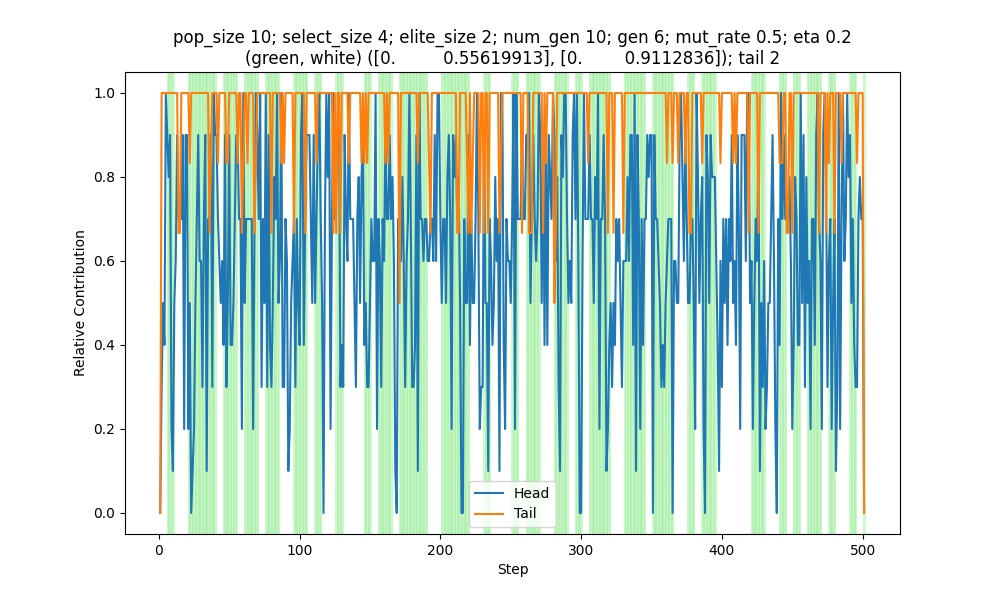 pop_size 10; select_size 4; elite_size 2; num_gen 10; gen 6; mut_rate 0.5; eta 0.2
(green, white) ([0. 0.55619913], [0. 0.9112836]); tail 2
Relative Contribution
1.0
0.8
0.6
0.4
0.2
0.0
Head
Tail
0 100 200 300 400 500
Step